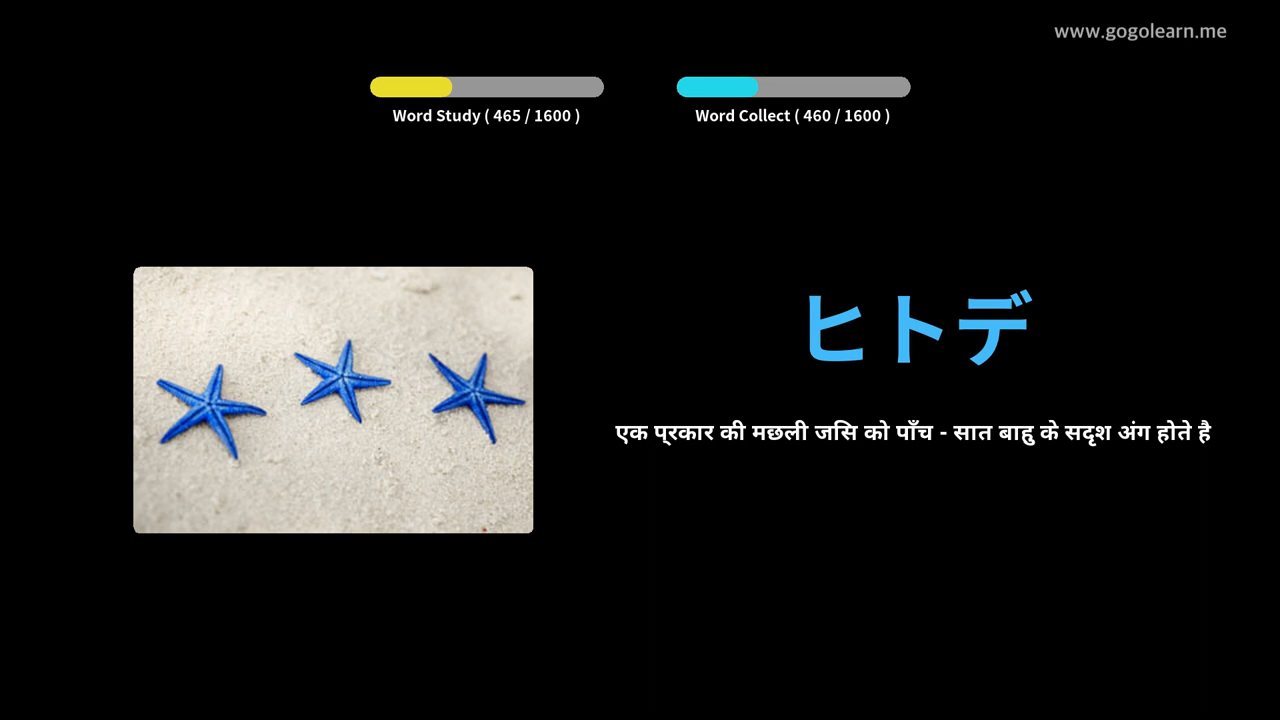 www.gogolearn.me
Word Study ( 465 / 1600 )
Word Collect ( 460 / 1600 )
ヒトデ
एक प्रकार की मछली जसि को पाँच - सात बाहु के सदृश अंग होते है